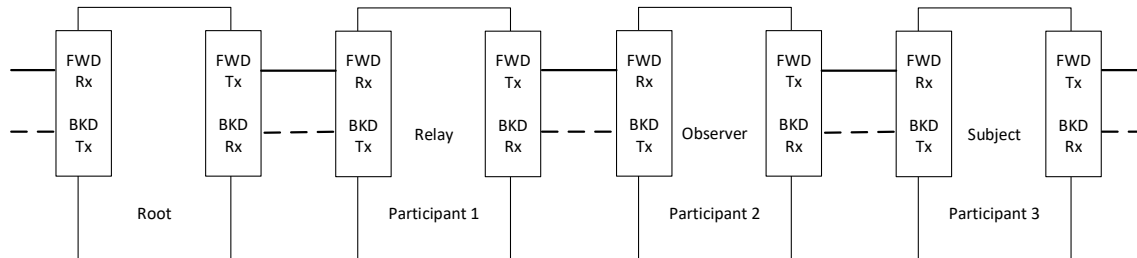 FWD
Rx
BKD
Tx
Root
FWD
Tx
BKD
Rx
FWD
Rx
BKD
Tx
Relay
Participant 1
FWD
Tx
BKD
Rx
FWD
Rx
BKD
Tx
Observer
Participant 2
FWD
Tx
BKD
Rx
FWD
Rx
BKD
Tx
Subject
Participant 3
FWD
Tx
BKD
Rx